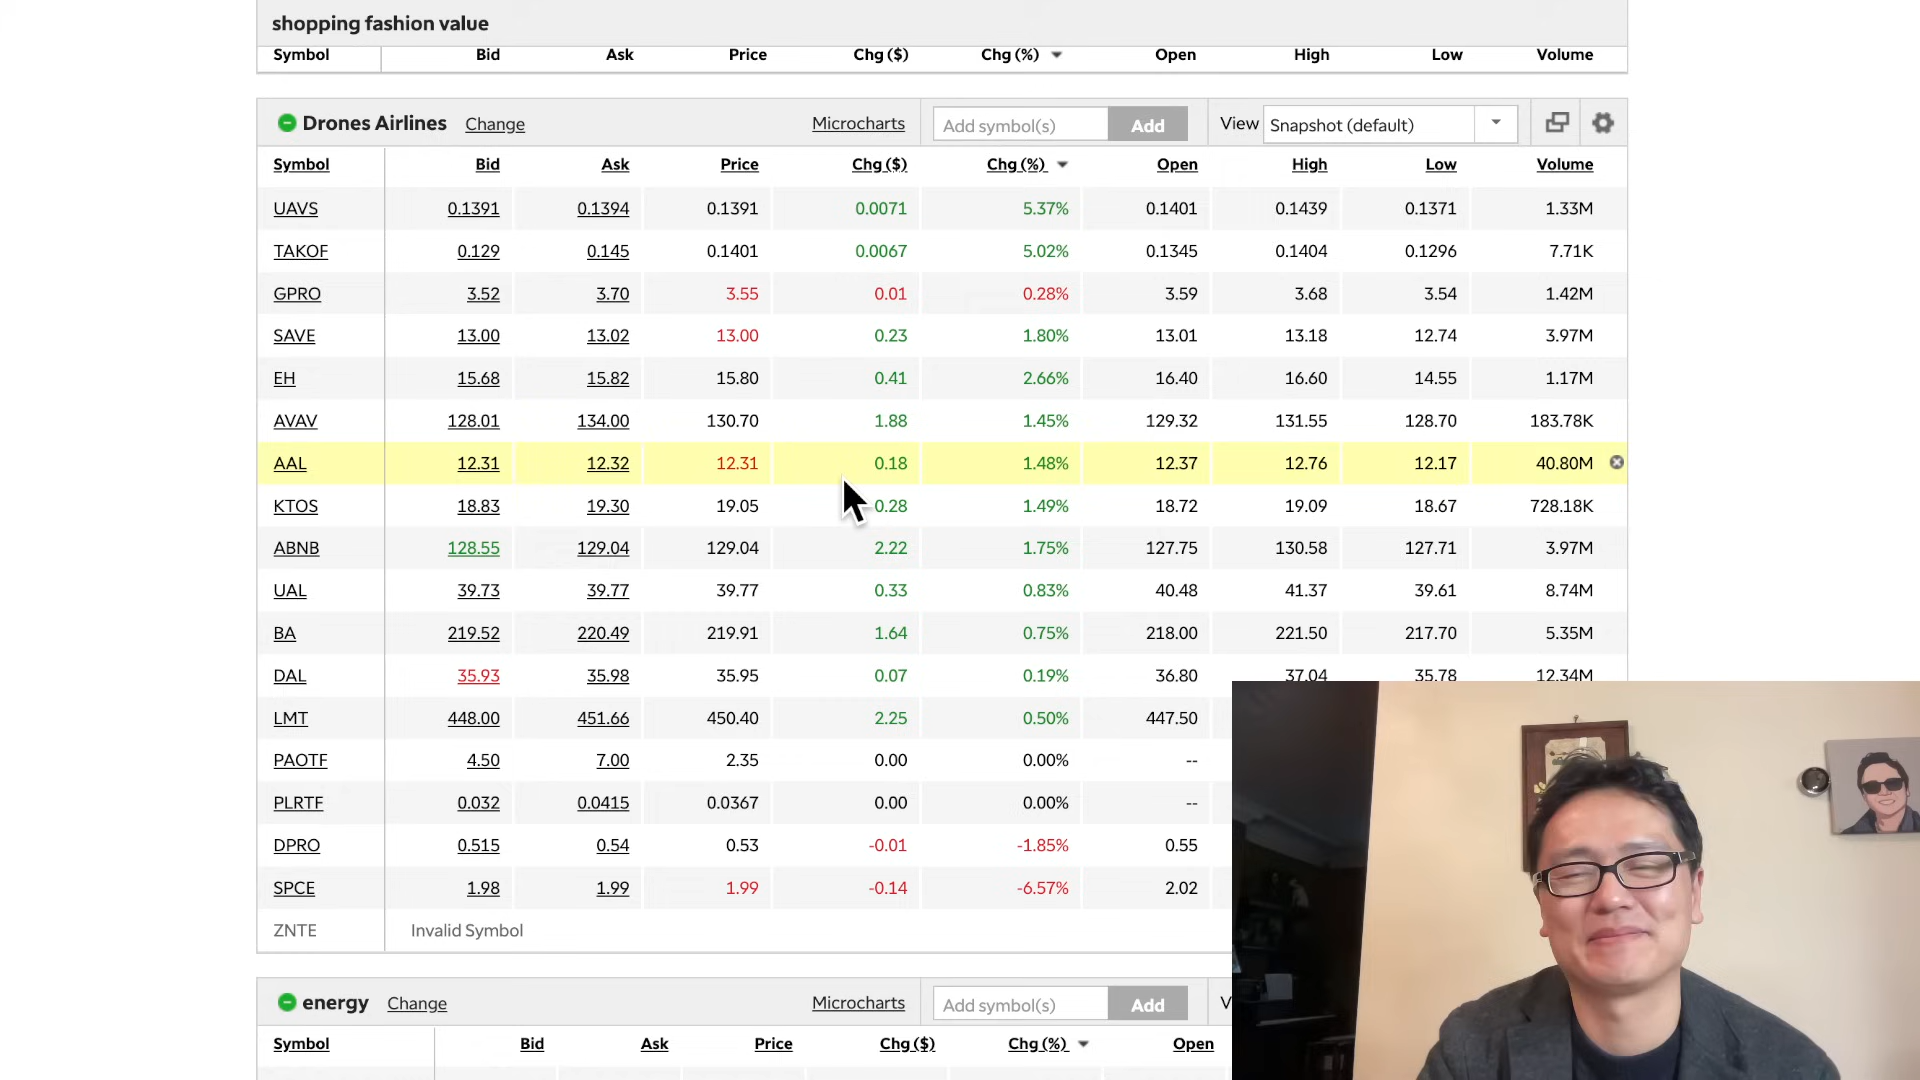 shopping fashion value
Symbol Bid Ask Price Chg ($) Chg (%) Open High Low Volume
Drones Airlines Change Microcharts Add symbol(s) Add View Snapshot (default)
Symbol Bid Ask Price Chg ($) Chg (%) Open High Low Volume
UAVS 0.1391 0.1394 0.1391 0.0071 5.37% 0.1401 0.1439 0.1371 1.33M
TAKOF 0.129 0.145 0.1401 0.0067 5.02% 0.1345 0.1404 0.1296 7.71K
GPRO 3.52 3.70 3.55 0.01 0.28% 3.59 3.68 3.54 1.42M
SAVE 13.00 13.02 13.00 0.23 1.80% 13.01 13.18 12.74 3.97M
EH 15.68 15.82 15.80 0.41 2.66% 16.40 16.60 14.55 1.17M
AVAV 128.01 134.00 130.70 1.88 1.45% 129.32 131.55 128.70 183.78K
AAL 12.31 12.32 12.31 0.18 1.48% 12.37 12.76 12.17 40.80M
KTOS 18.83 19.30 19.05 0.28 1.49% 18.72 19.09 18.67 728.18K
ABNB 128.55 129.04 129.04 2.22 1.75% 127.75 130.58 127.71 3.97M
UAL 39.73 39.77 39.77 0.33 0.83% 40.48 41.37 39.61 8.74M
BA 219.52 220.49 219.91 1.64 0.75% 218.00 221.50 217.70 5.35M
DAL 35.93 35.98 35.95 0.07 0.19% 36.80 37.04 35.78 12.34M
LMT 448.00 451.66 450.40 2.25 0.50% 447.50
PAOTF 4.50 7.00 2.35 0.00 0.00% --
PLRTF 0.032 0.0415 0.0367 0.00 0.00% --
DPRO 0.515 0.54 0.53 -0.01 -1.85% 0.55
SPCE 1.98 1.99 1.99 -0.14 -6.57% 2.02
ZNTE Invalid Symbol
energy Change Microcharts Add symbol(s) Add V
Symbol Bid Ask Price Chg ($) Chg (%) Open